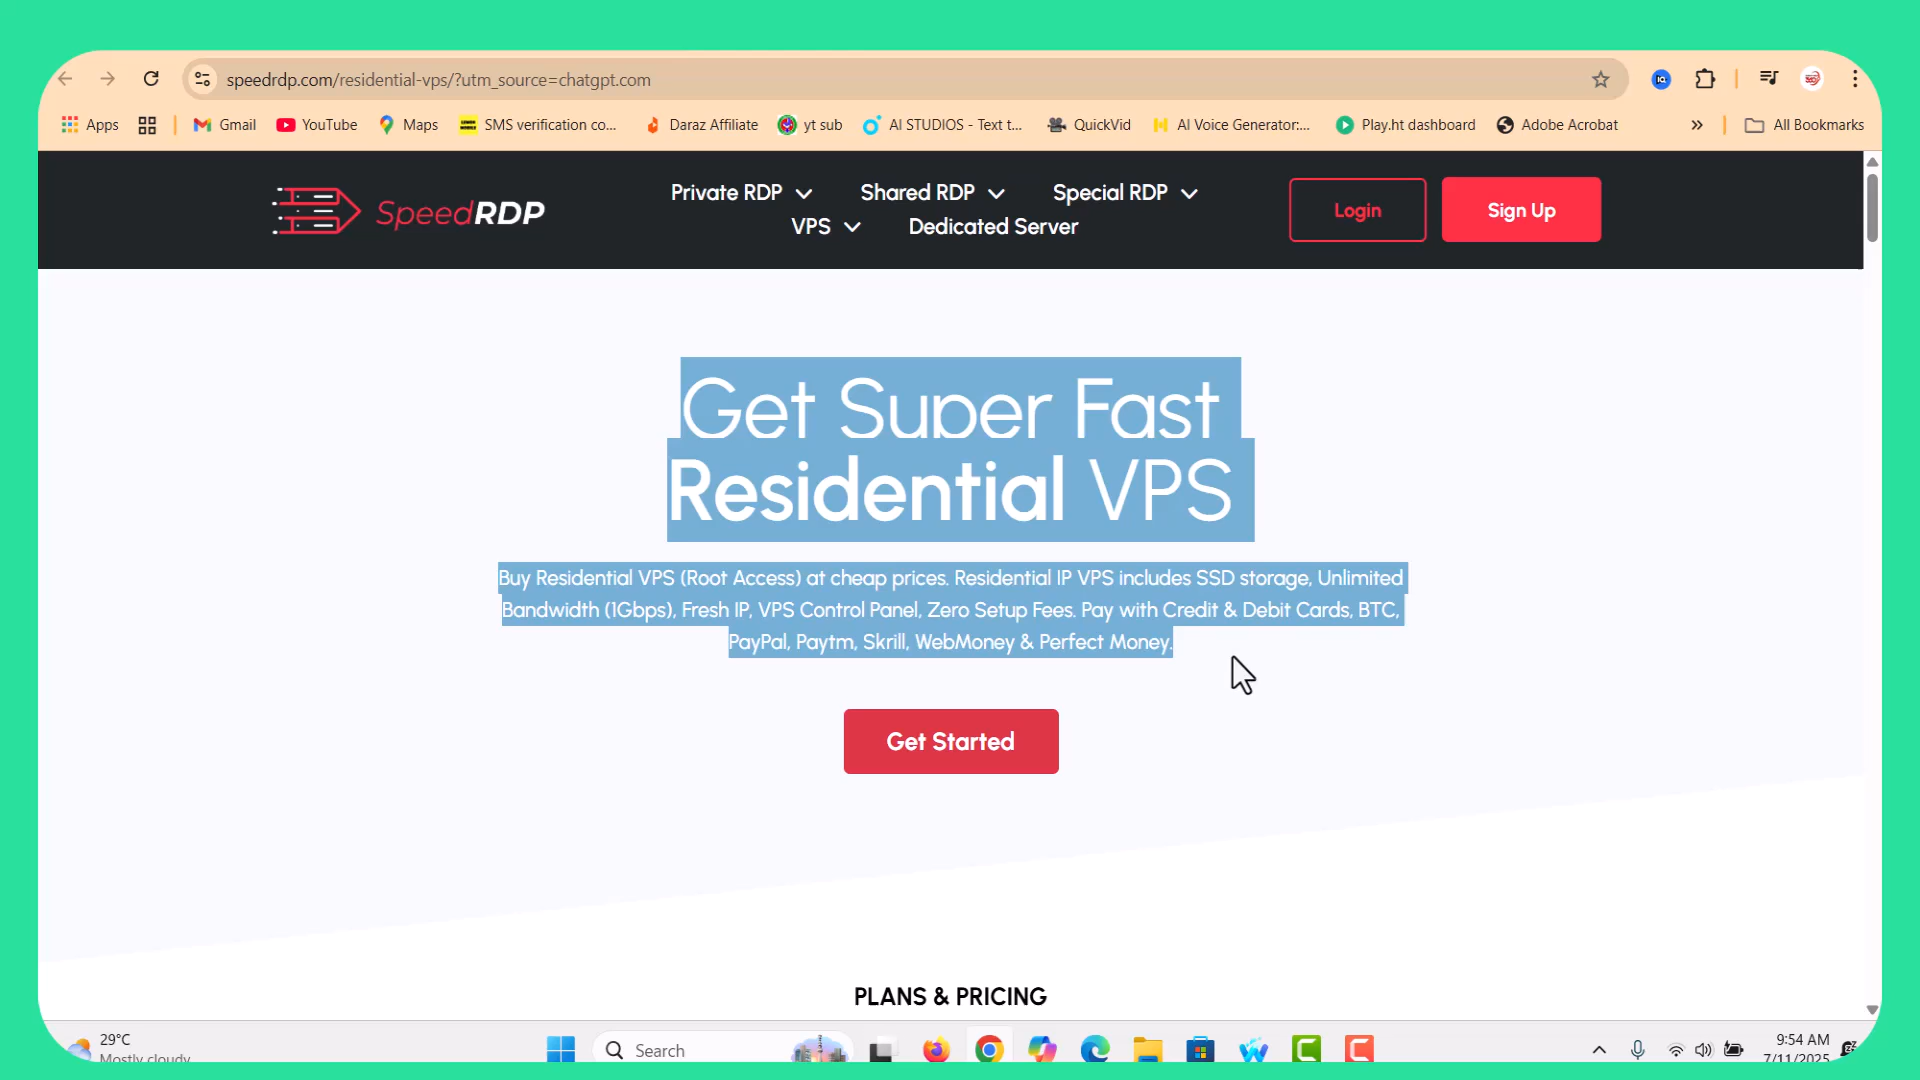 speedrdp.com/residential-vps/?utm_source=chatgpt.com
Apps
Gmail
YouTube
Maps
SMS verification co...
Daraz Affiliate
yt sub
AI STUDIOS - Text t...
QuickVid
AI Voice Generator:...
Play.ht dashboard
Adobe Acrobat
All Bookmarks
SpeedRDP
Private RDP
Shared RDP
Special RDP
VPS
Dedicated Server
Login
Sign Up
Get Super Fast
Residential VPS
Buy Residential VPS (Root Access) at cheap prices. Residential IP VPS includes SSD storage, Unlimited
Bandwidth (1Gbps), Fresh IP, VPS Control Panel, Zero Setup Fees. Pay with Credit & Debit Cards, BTC,
PayPal, Paytm, Skrill, WebMoney & Perfect Money.
Get Started
PLANS & PRICING
29°C
Mostly cloudy
Search
9:54 AM
7/11/2025